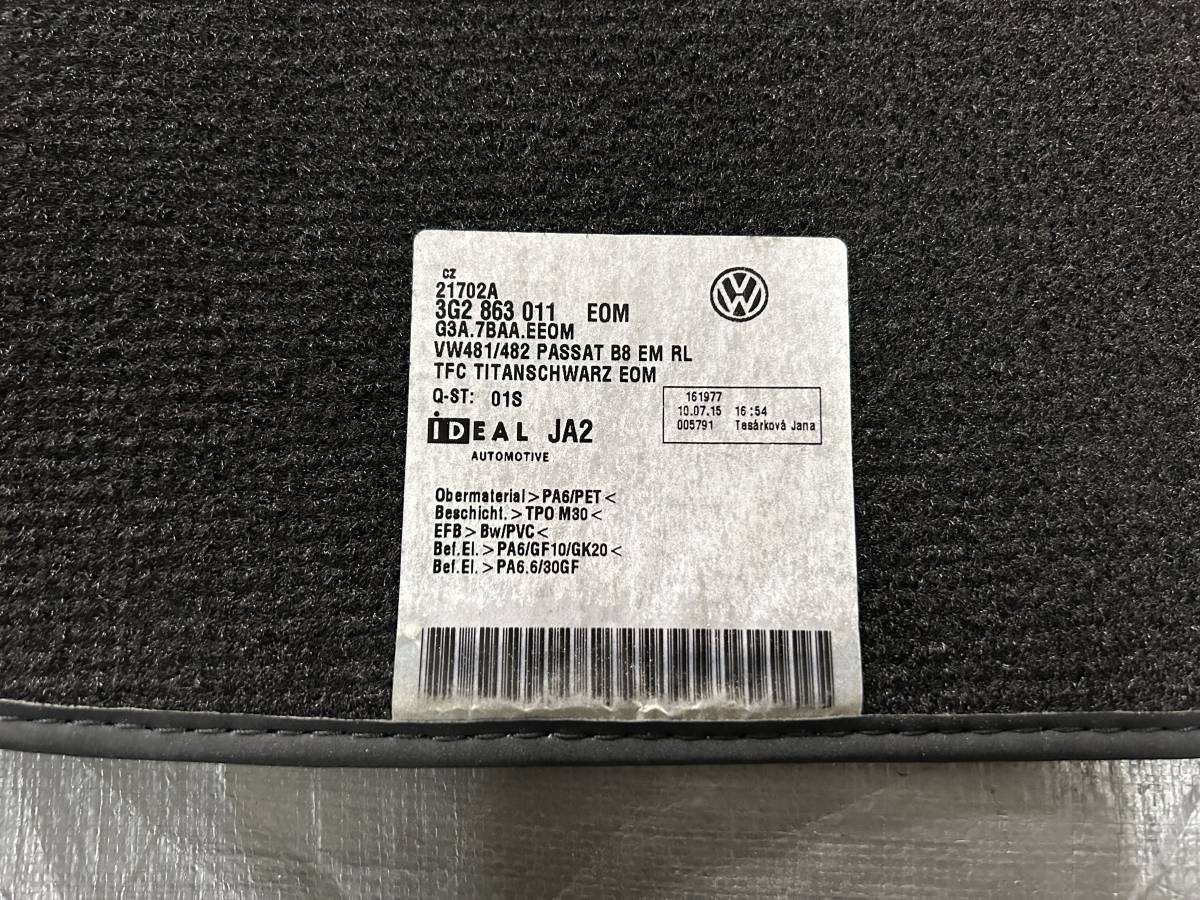 CZ
21702A
3G2 863 011 EOM
G3A.7BAA.EEOM
VW481/482 PASSAT B8 EM RL
TFC TITANSCHWARZ EOM
Q-ST: 01S
161977
10.07.15 16:54
005791 Tesárková Jana
iDEAL JA2
AUTOMOTIVE
Obermaterial>PA6/PET<
Beschicht.>TPO M30<
EFB>Bw/PVC<
Bef.El.>PA6/GF10/GK20<
Bef.El.>PA6.6/30GF